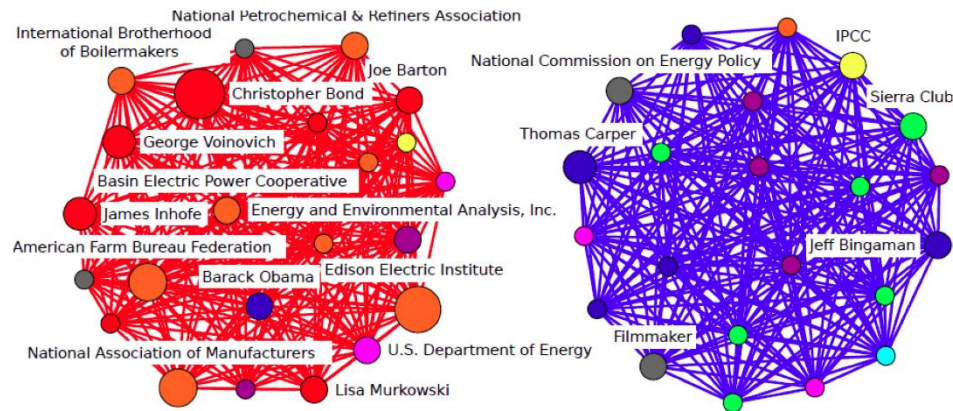 National Petrochemical & Refiners Association
International Brotherhood
of Boilermakers
Joe Barton
Christopher Bond
George Voinovich
Basin Electric Power Cooperative
James Inhofe
Energy and Environmental Analysis, Inc.
American Farm Bureau Federation
Barack Obama
Edison Electric Institute
National Association of Manufacturers
U.S. Department of Energy
Lisa Murkowski
IPCC
National Commission on Energy Policy
Sierra Club
Thomas Carper
Jeff Bingaman
Filmmaker